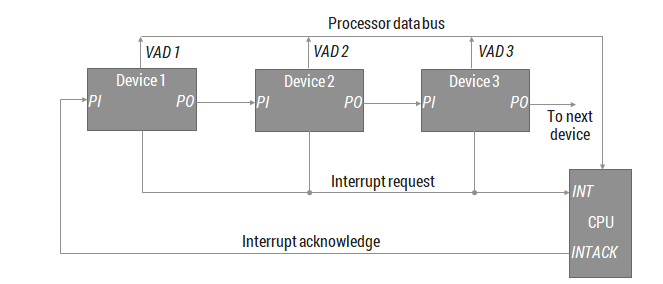 Processor data bus
VAD 1
VAD 2
VAD 3
Device 1
Device 2
Device 3
PI
PO
PI
PO
PI
PO
To next
device
Interrupt request
INT
CPU
Interrupt acknowledge
INTACK